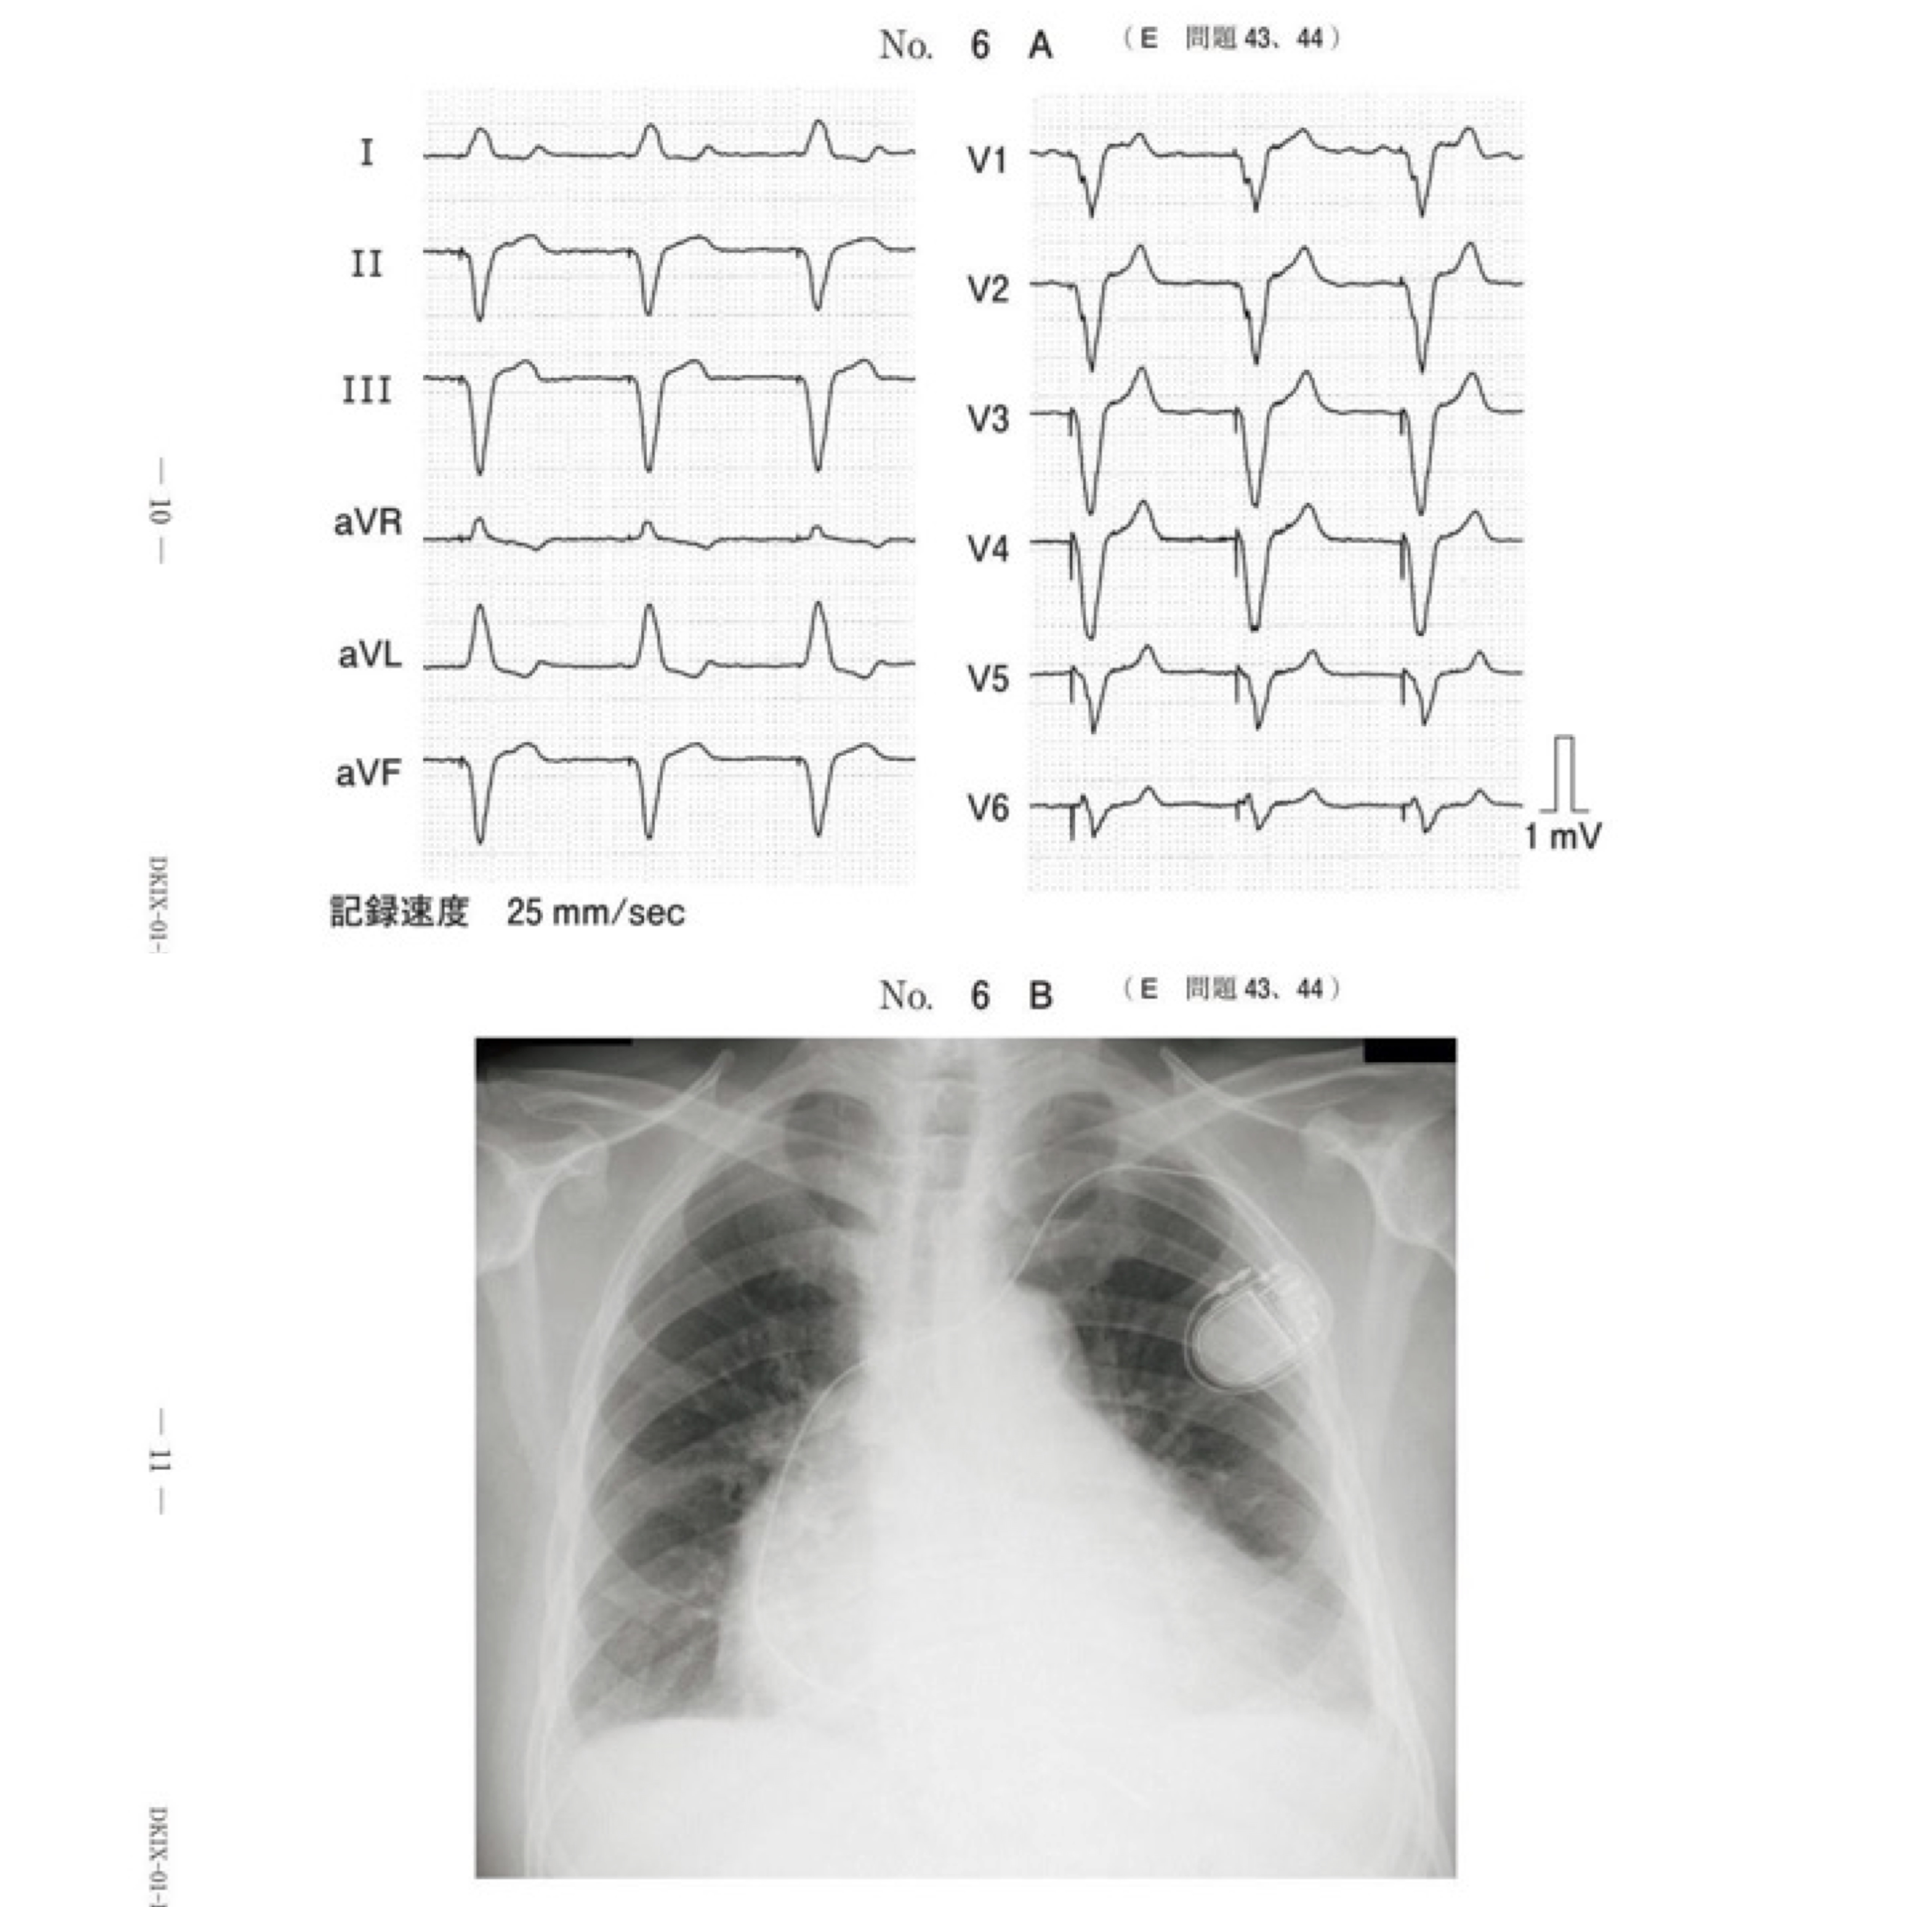 No. 6 A （E 問題 43、44）
I
II
III
aVR
aVL
aVF
V1
V2
V3
V4
V5
V6
1 mV
記録速度 25 mm/sec
— 10 —
DKIX-01-
No. 6 B （E 問題 43、44）
— 11 —
DKIX-01-